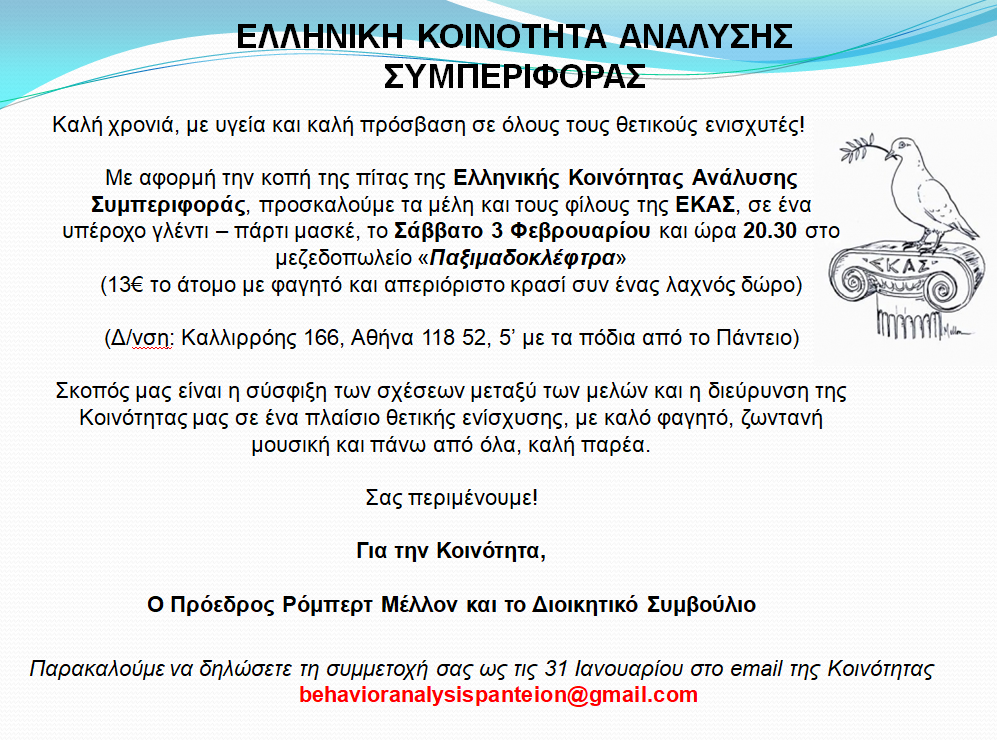 ΕΛΛΗΝΙΚΗ ΚΟΙΝΟΤΗΤΑ ΑΝΑΛΥΣΗΣ
ΣΥΜΠΕΡΙΦΟΡΑΣ
Καλή χρονιά, με υγεία και καλή πρόσβαση σε όλους τους θετικούς ενισχυτές!
Με αφορμή την κοπή της πίτας της Ελληνικής Κοινότητας Ανάλυσης
Συμπεριφοράς, προσκαλούμε τα μέλη και τους φίλους της ΕΚΑΣ, σε ένα
υπέροχο γλέντι – πάρτι μασκέ, το Σάββατο 3 Φεβρουαρίου και ώρα 20.30 στο
μεζεδοπωλείο «Παξιμαδοκλέφτρα»
(13€ το άτομο με φαγητό και απεριόριστο κρασί συν ένας λαχνός δώρο)
(Δ/νση: Καλλιρρόης 166, Αθήνα 118 52, 5’ με τα πόδια από το Πάντειο)
Σκοπός μας είναι η σύσφιξη των σχέσεων μεταξύ των μελών και η διεύρυνση της
Κοινότητας μας σε ένα πλαίσιο θετικής ενίσχυσης, με καλό φαγητό, ζωντανή
μουσική και πάνω από όλα, καλή παρέα.
Σας περιμένουμε!
Για την Κοινότητα,
Ο Πρόεδρος Ρόμπερτ Μέλλον και το Διοικητικό Συμβούλιο
Παρακαλούμε να δηλώσετε τη συμμετοχή σας ως τις 31 Ιανουαρίου στο email της Κοινότητας
behavioranalysispanteion@gmail.com
ΕΚΑΣ